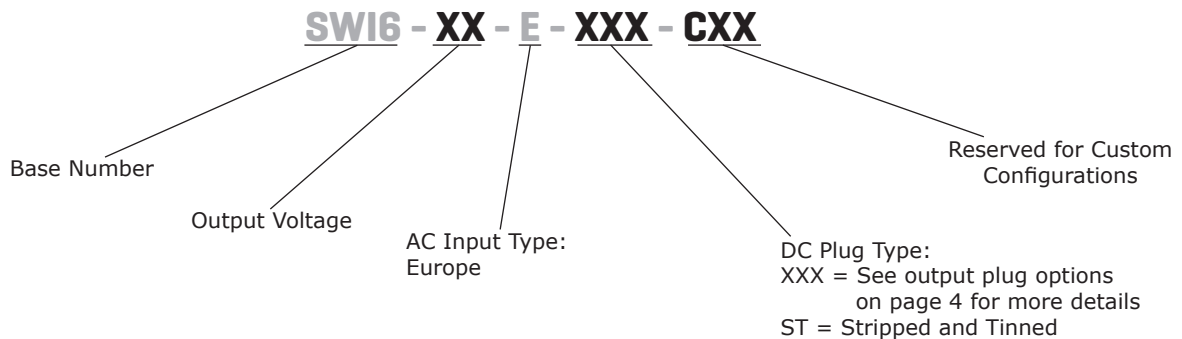 SWI6 - XX - E - XXX - CXX
Base Number
Output Voltage
AC Input Type:
Europe
DC Plug Type:
XXX = See output plug options
on page 4 for more details
ST = Stripped and Tinned
Reserved for Custom
Configurations